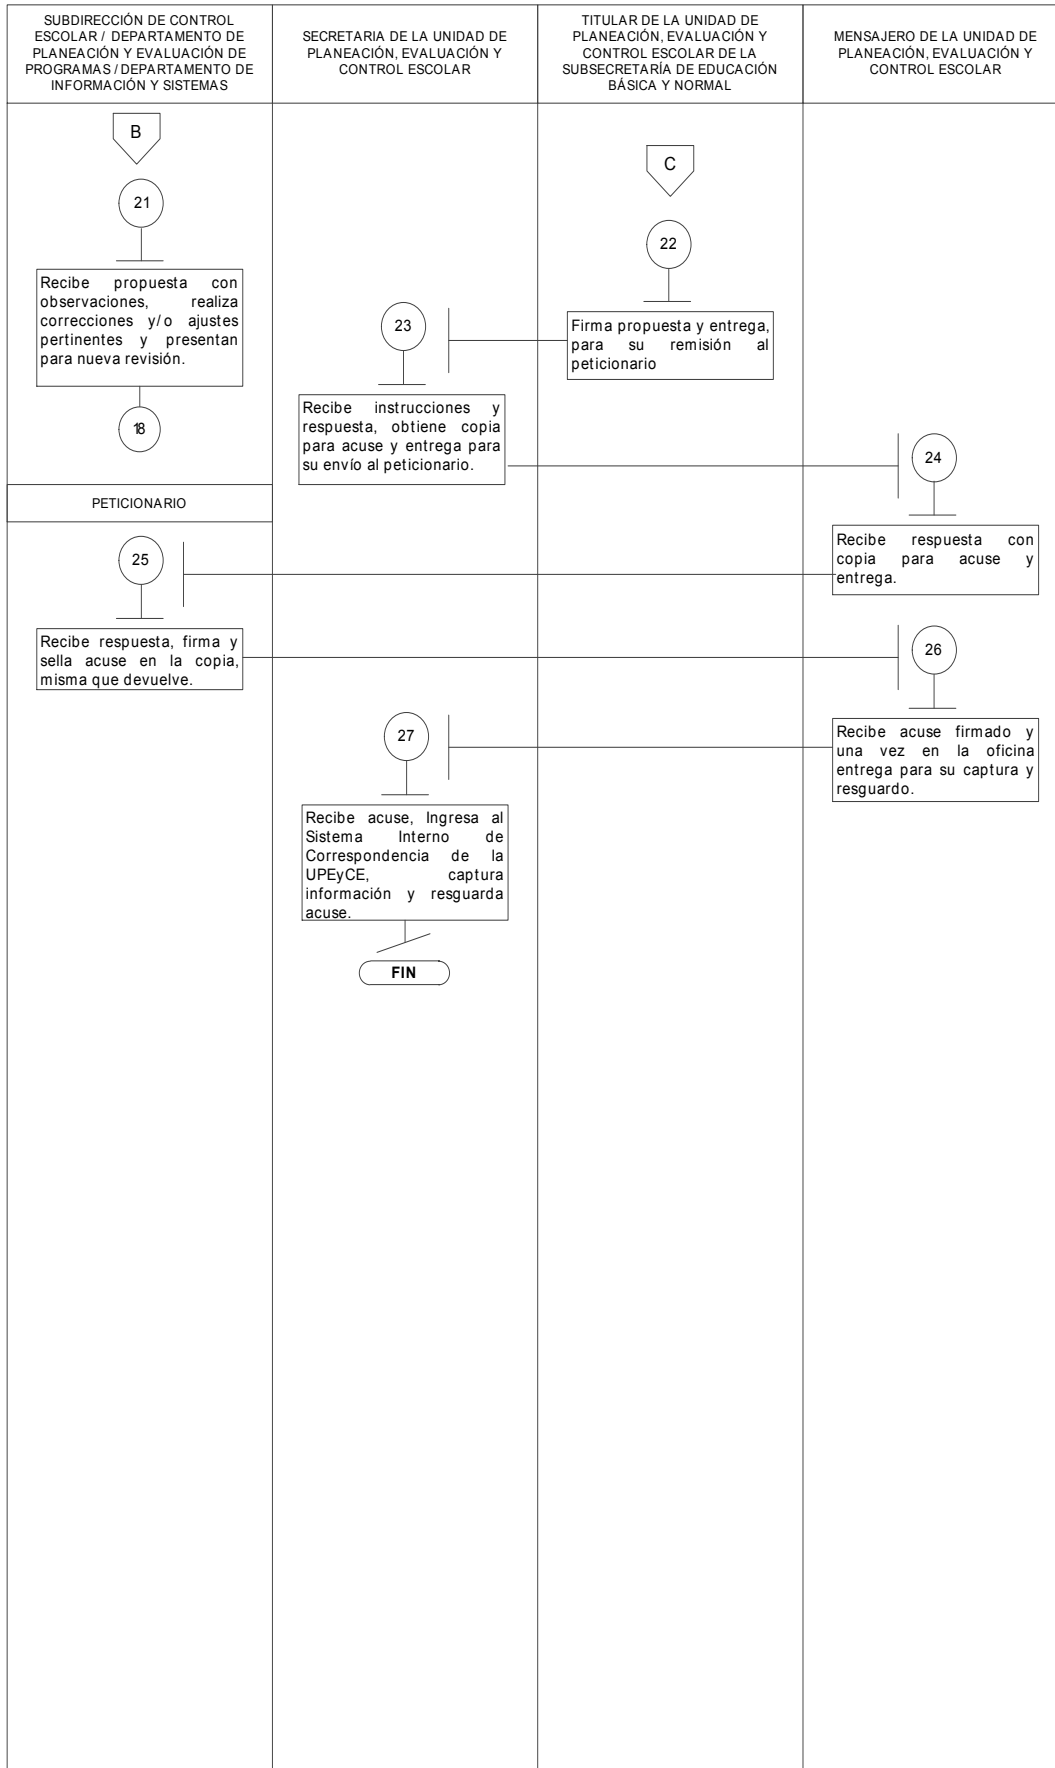 SUBDIRECCIÓN DE CONTROL
ESCOLAR / DEPARTAMENTO DE
PLANEACIÓN Y EVALUACIÓN DE
PROGRAMAS / DEPARTAMENTO DE
INFORMACIÓN Y SISTEMAS
SECRETARIA DE LA UNIDAD DE
PLANEACIÓN, EVALUACIÓN Y
CONTROL ESCOLAR
TITULAR DE LA UNIDAD DE
PLANEACIÓN, EVALUACIÓN Y
CONTROL ESCOLAR DE LA
SUBSECRETARÍA DE EDUCACIÓN
BÁSICA Y NORMAL
MENSAJERO DE LA UNIDAD DE
PLANEACIÓN, EVALUACIÓN Y
CONTROL ESCOLAR
B
21
Recibe propuesta con
observaciones, realiza
correcciones y/o ajustes
pertinentes y presentan
para nueva revisión.
18
C
22
Firma propuesta y entrega,
para su remisión al
peticionario
23
Recibe instrucciones y
respuesta, obtiene copia
para acuse y entrega para
su envío al peticionario.
24
Recibe respuesta con
copia para acuse y
entrega.
PETICIONARIO
25
Recibe respuesta, firma y
sella acuse en la copia,
misma que devuelve.
26
Recibe acuse firmado y
una vez en la oficina
entrega para su captura y
resguardo.
27
Recibe acuse, Ingresa al
Sistema Interno de
Correspondencia de la
UPEyCE, captura
información y resguarda
acuse.
FIN